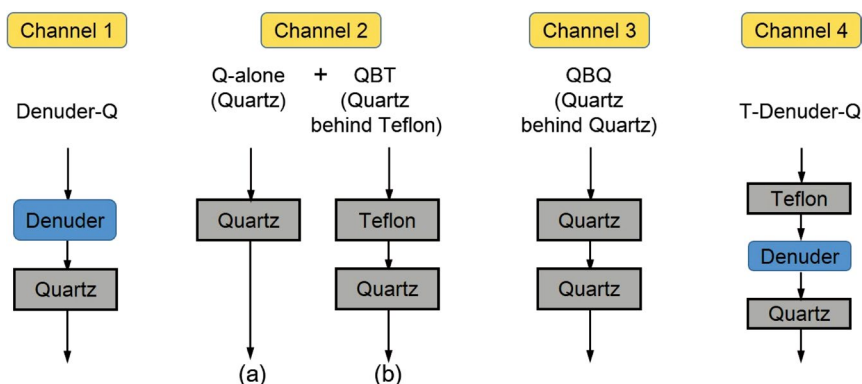 Channel 1
Channel 2
Channel 3
Channel 4
Denuder-Q
Q-alone
(Quartz)
+
QBT
(Quartz
behind Teflon)
QBQ
(Quartz
behind Quartz)
T-Denuder-Q
Denuder
Quartz
Quartz
Teflon
Quartz
Quartz
Quartz
Teflon
Denuder
Quartz
(a)
(b)